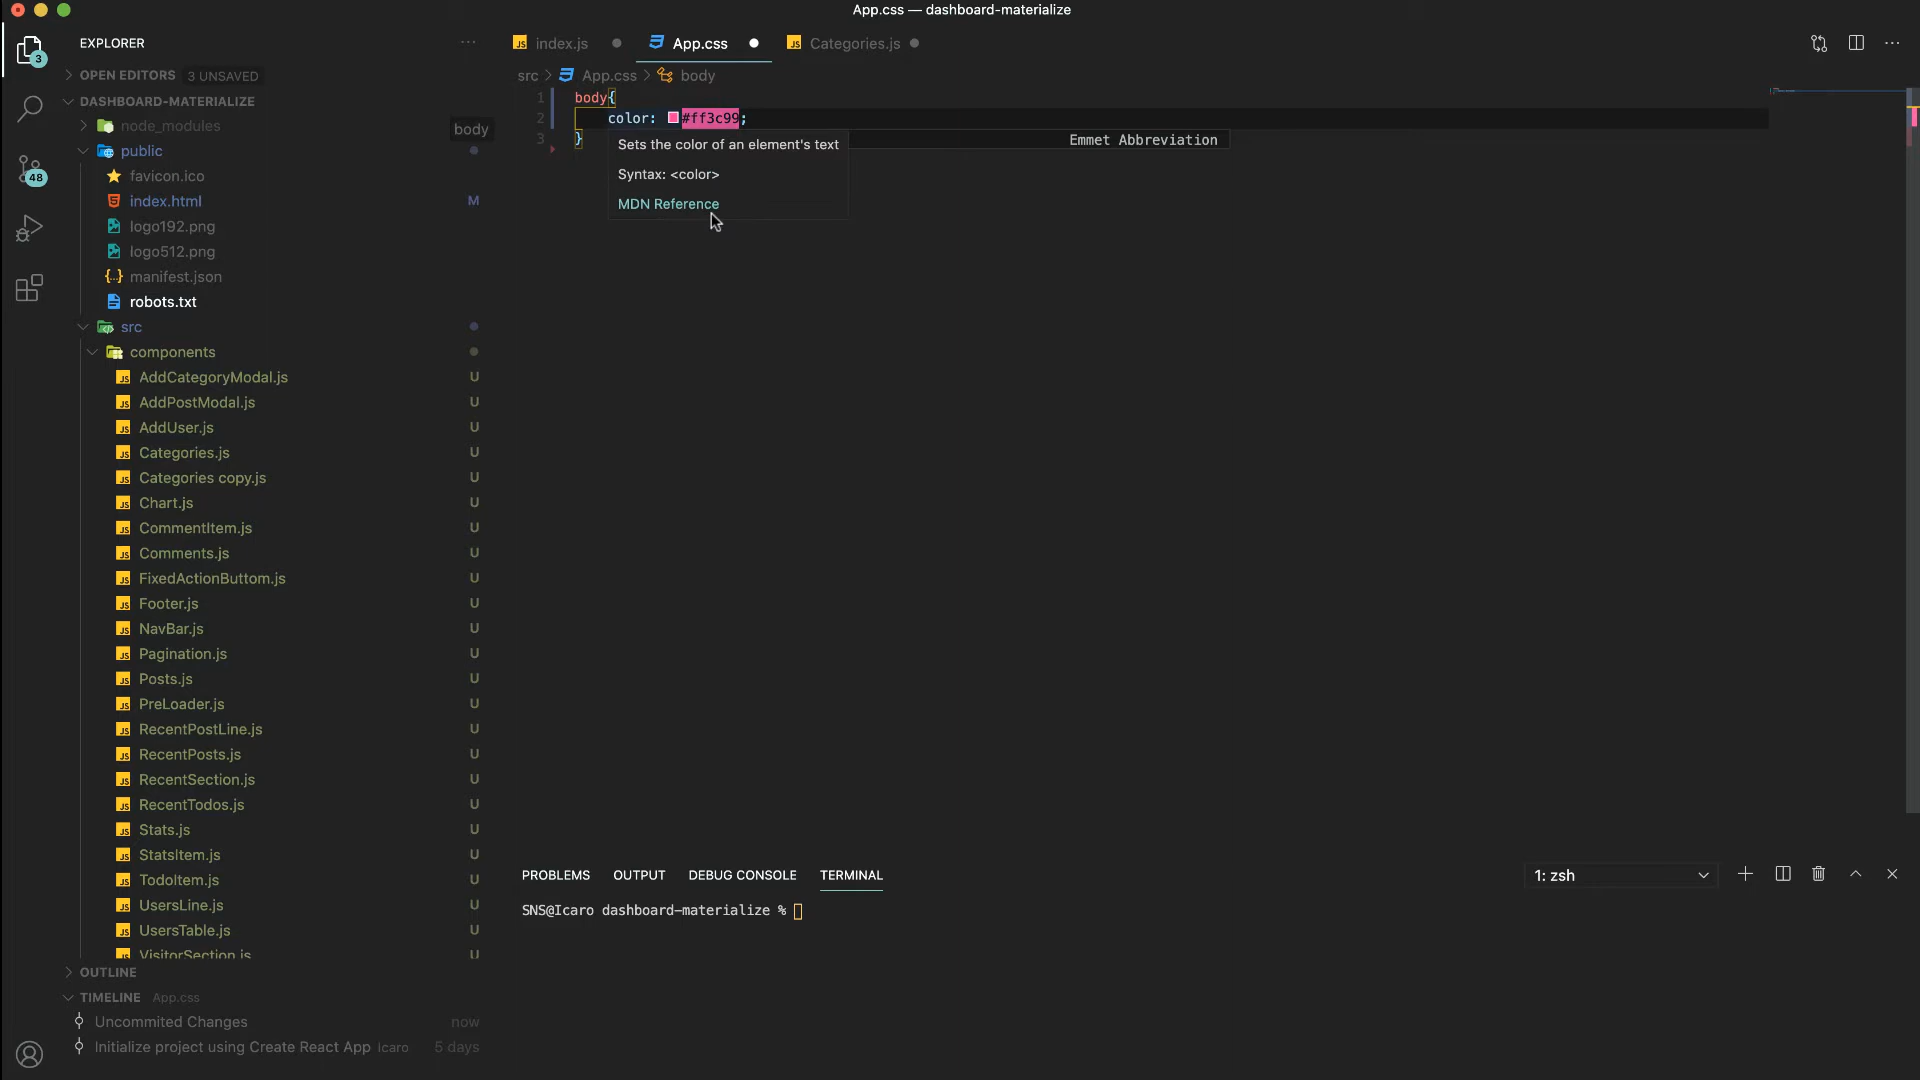 App.css — dashboard-materialize
EXPLORER
index.js
App.css
Categories.js
3
OPEN EDITORS 3 UNSAVED
src > App.css > body
DASHBOARD-MATERIALIZE
1 body{
node_modules
body
2 color: #ff3c99;
3 }
Emmet Abbreviation
Sets the color of an element's text
public
favicon.ico
Syntax: <color>
48
index.html M
MDN Reference
logo192.png
logo512.png
manifest.json
robots.txt
src
components
AddCategoryModal.js U
AddPostModal.js U
AddUser.js U
Categories.js U
Categories copy.js U
Chart.js U
CommentItem.js U
Comments.js U
FixedActionButtom.js U
Footer.js U
NavBar.js U
Pagination.js U
Posts.js U
PreLoader.js U
RecentPostLine.js U
RecentPosts.js U
RecentSection.js U
RecentTodos.js U
Stats.js U
StatsItem.js U
TodoItem.js U
UsersLine.js U
UsersTable.js U
VisitorSection.js U
PROBLEMS OUTPUT DEBUG CONSOLE TERMINAL
1: zsh
SNS@Icaro dashboard-materialize %
OUTLINE
TIMELINE App.css
Uncommited Changes now
Initialize project using Create React App Icaro 5 days